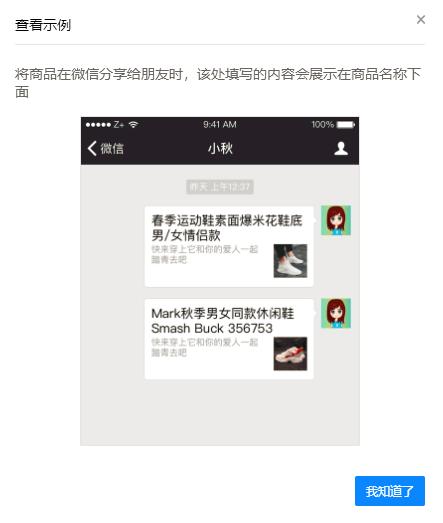 查看示例
将商品在微信分享给朋友时，该处填写的内容会展示在商品名称下
面
Z+ 9:41 AM 100%
微信 小秋
昨天 上午12:37
春季运动鞋素面爆米花鞋底
男/女情侣款
快来穿上它和你的爱人一起
踏青去吧
Mark秋季男女同款休闲鞋
Smash Buck 356753
快来穿上它和你的爱人一起
踏青去吧
我知道了